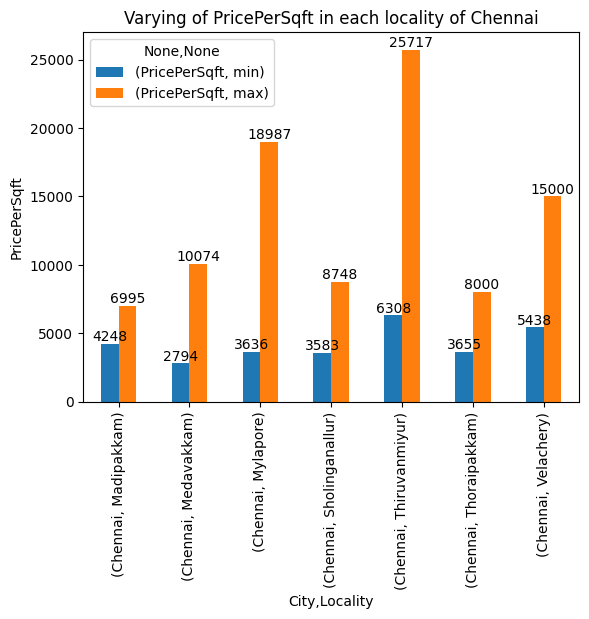 Varying of PricePerSqft in each locality of Chennai
None,None
(PricePerSqft, min)
(PricePerSqft, max)
PricePerSqft
25000
20000
15000
10000
5000
0
4248
6995
2794
10074
3636
18987
3583
8748
6308
25717
3655
8000
5438
15000
(Chennai, Madipakkam)
(Chennai, Medavakkam)
(Chennai, Mylapore)
(Chennai, Sholinganallur)
(Chennai, Thiruvanmiyur)
(Chennai, Thoraipakkam)
(Chennai, Velachery)
City,Locality